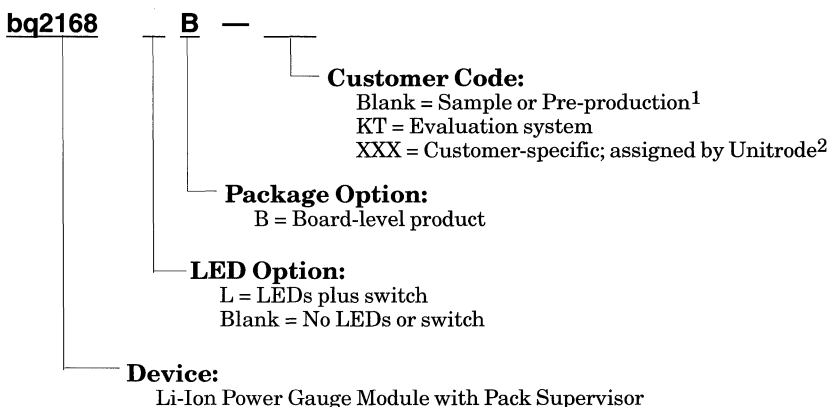 bq2168 _ B — __
Customer Code:
Blank = Sample or Pre-production¹
KT = Evaluation system
XXX = Customer-specific; assigned by Unitrode²
Package Option:
B = Board-level product
LED Option:
L = LEDs plus switch
Blank = No LEDs or switch
Device:
Li-Ion Power Gauge Module with Pack Supervisor